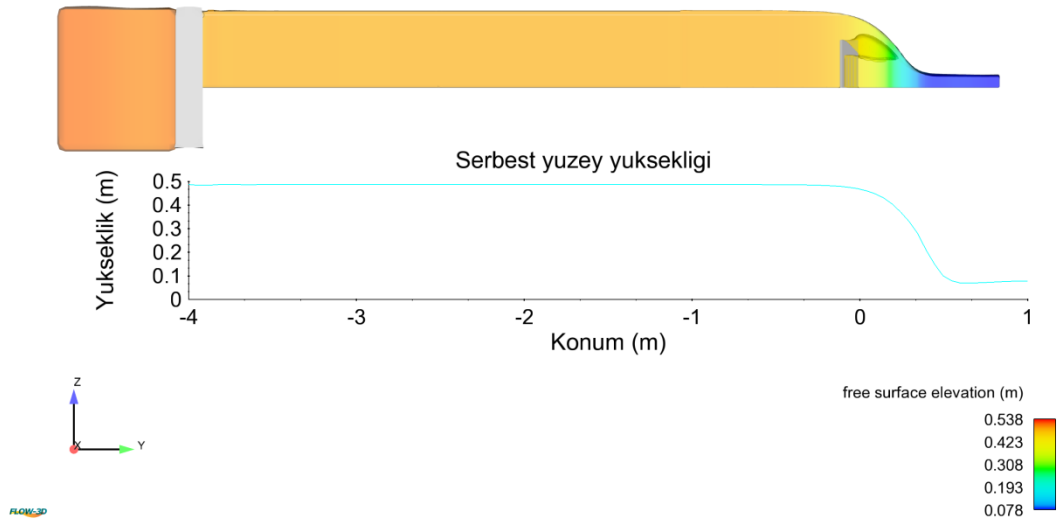 Serbest yuzey yuksekligi
Yukseklik (m)
0.5
0.4
0.3
0.2
0.1
0
-4 -3 -2 -1 0 1
Konum (m)
Z
X
Y
free surface elevation (m)
0.538
0.423
0.308
0.193
0.078
FLOW-3D